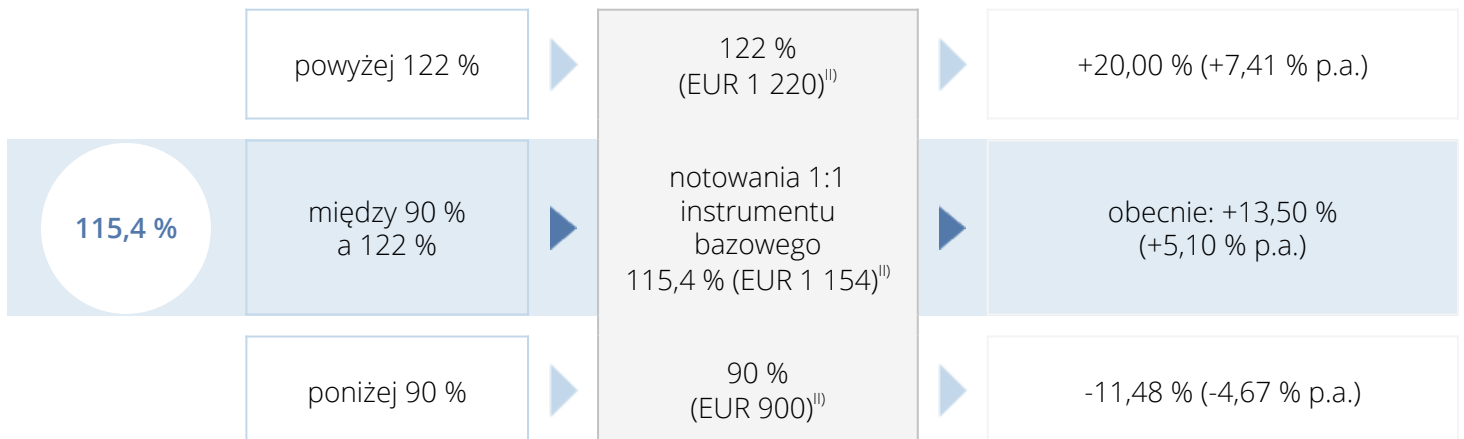 powyżej 122 %
122 %
(EUR 1 220)II)
+20,00 % (+7,41 % p.a.)
115,4 %
między 90 %
a 122 %
notowania 1:1
instrumentu
bazowego
115,4 % (EUR 1 154)II)
obecnie: +13,50 %
(+5,10 % p.a.)
poniżej 90 %
90 %
(EUR 900)II)
-11,48 % (-4,67 % p.a.)